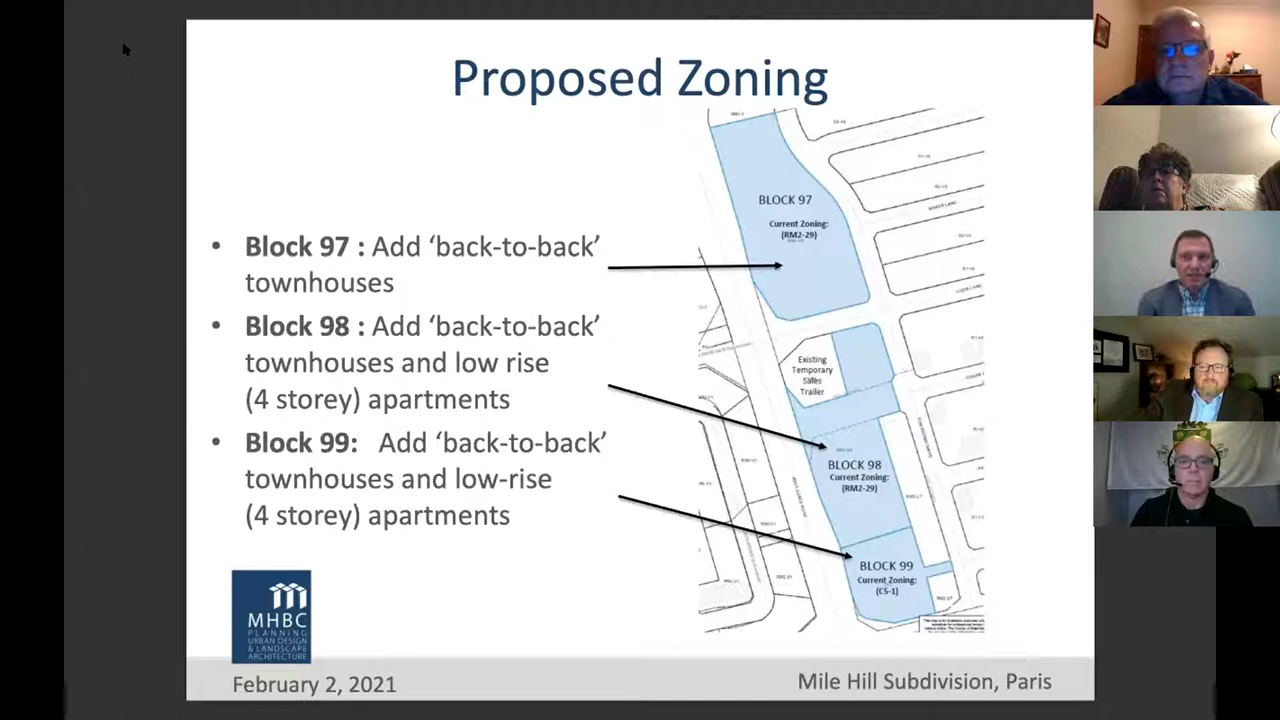 Proposed Zoning
• Block 97 : Add ‘back-to-back’
townhouses
• Block 98 : Add ‘back-to-back’
townhouses and low rise
(4 storey) apartments
• Block 99: Add ‘back-to-back’
townhouses and low-rise
(4 storey) apartments
BLOCK 97
Current Zoning:
(RM2-29)
Existing
Temporary
Sales
Trailer
BLOCK 98
Current Zoning:
(RM2-29)
BLOCK 99
Current Zoning:
(C5-1)
MHBC
PLANNING
URBAN DESIGN
& LANDSCAPE
ARCHITECTURE
February 2, 2021
Mile Hill Subdivision, Paris